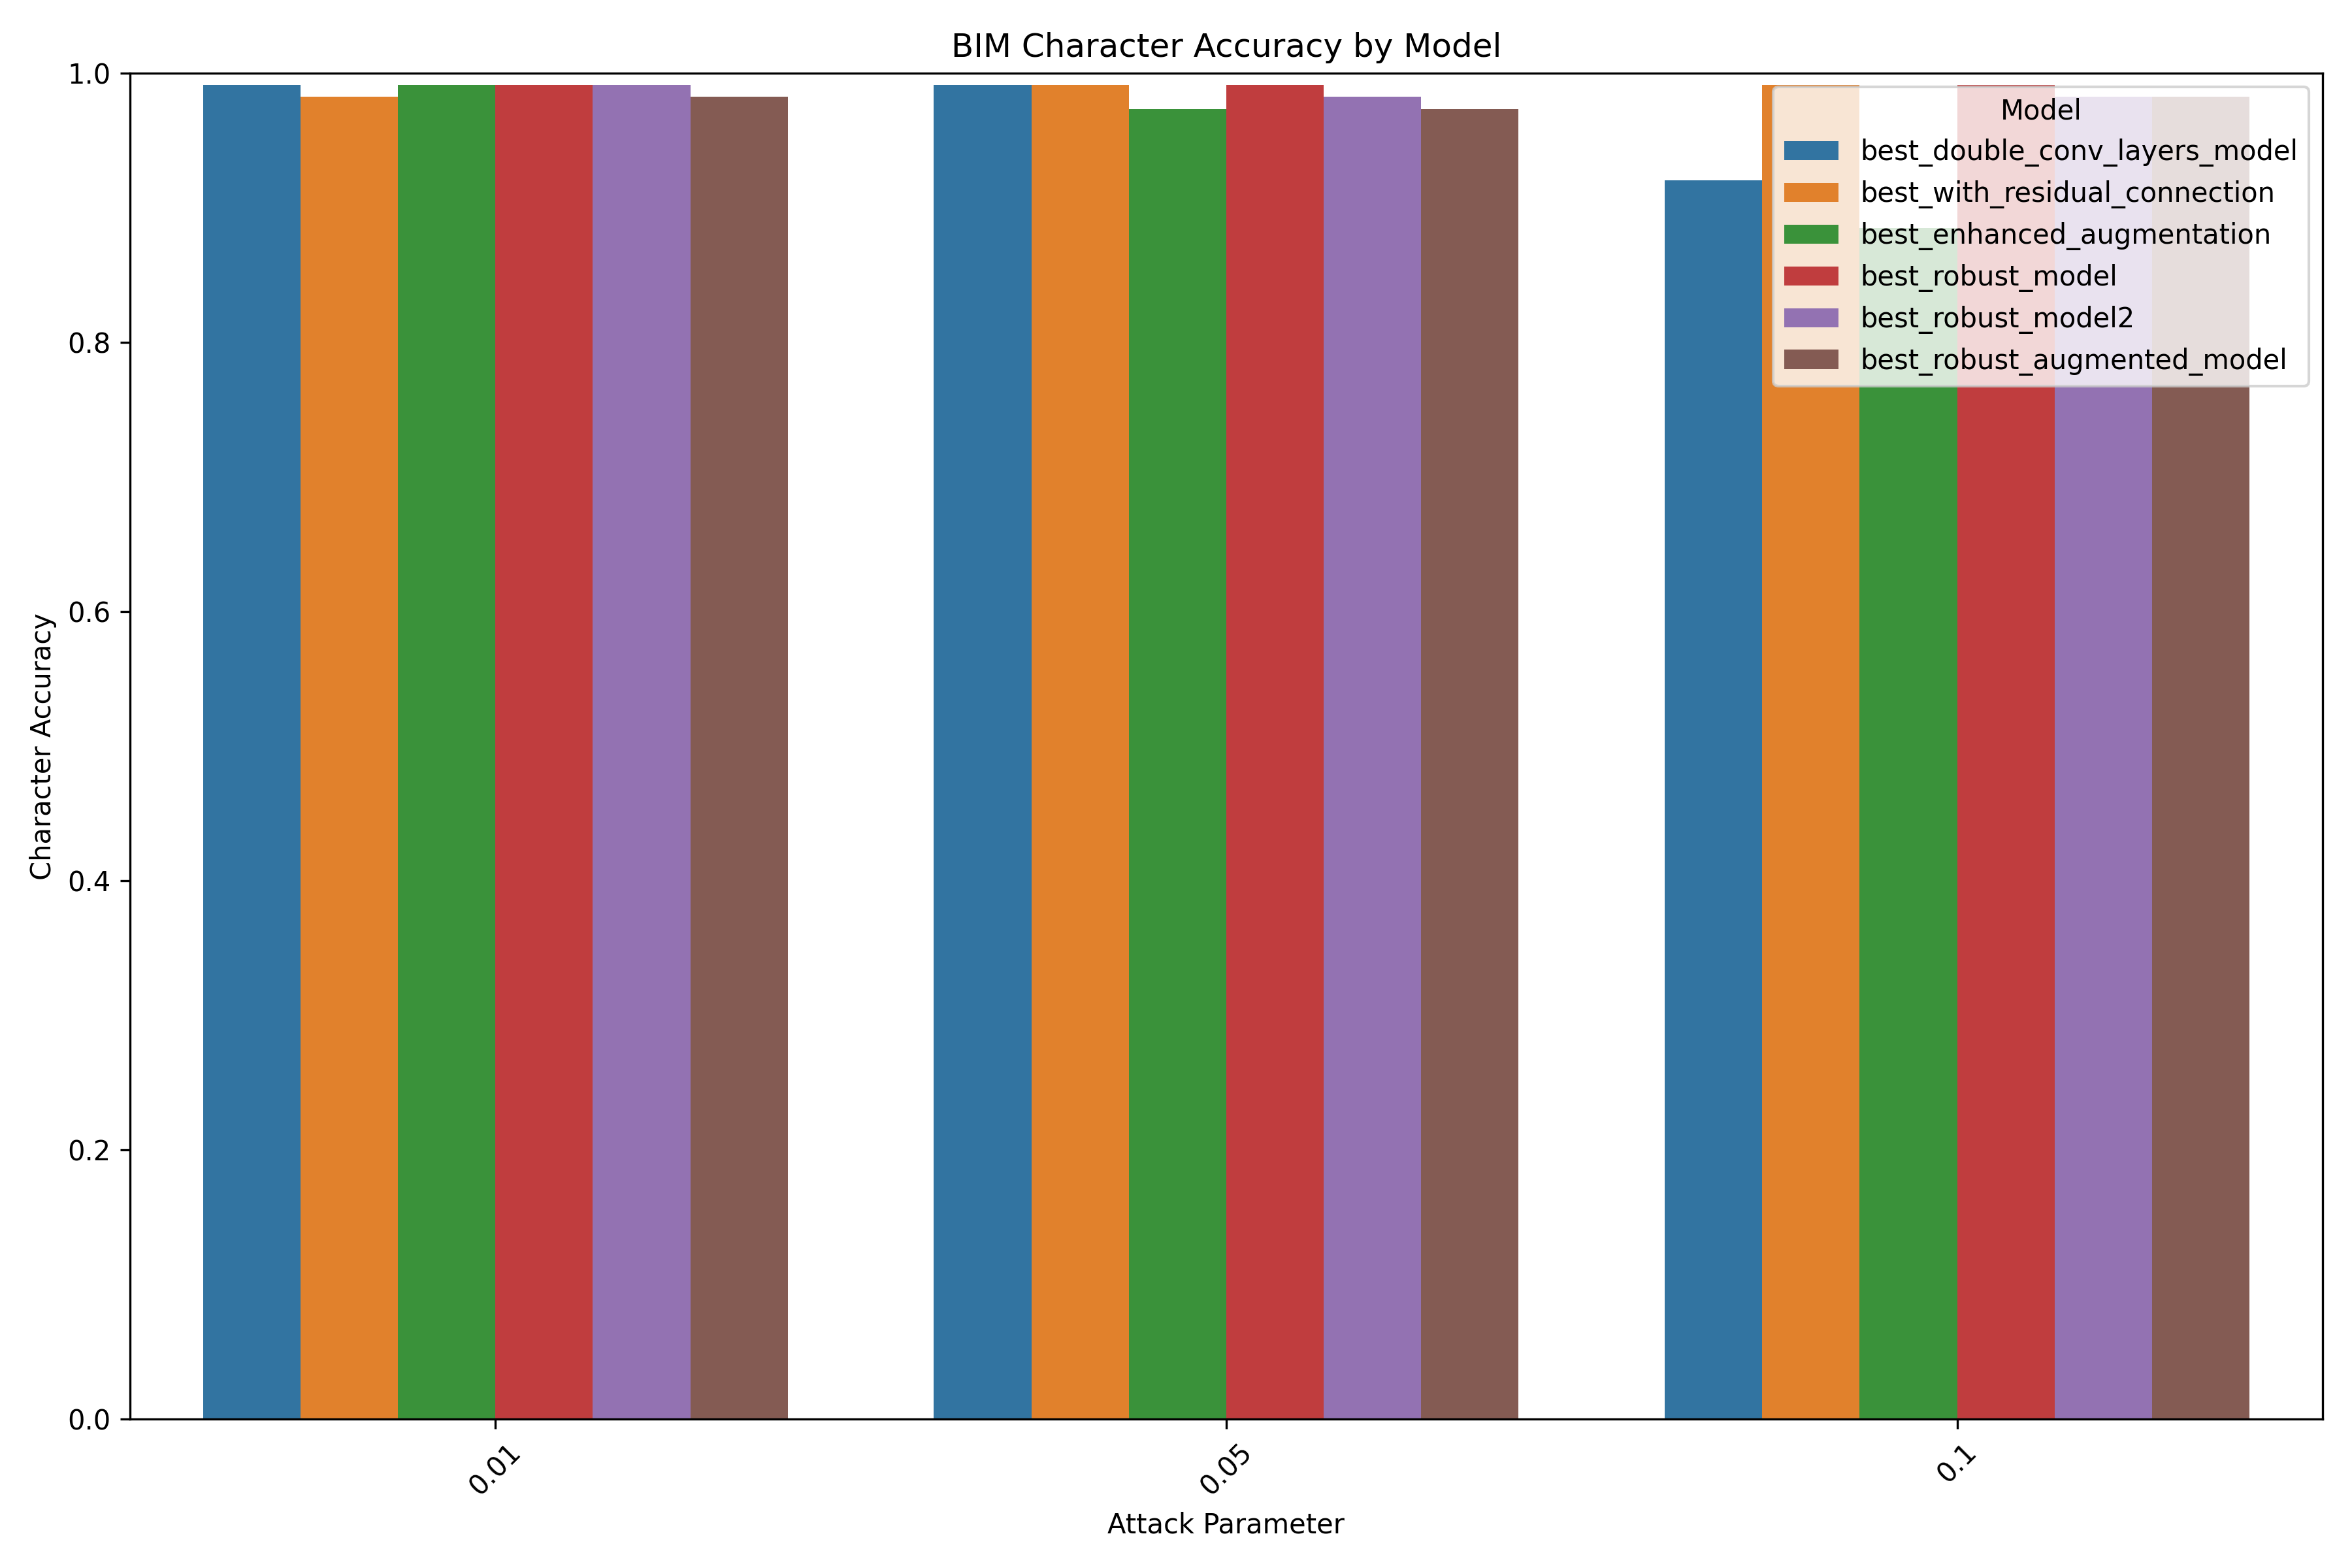 BIM Character Accuracy by Model
1.0
0.8
0.6
0.4
0.2
0.0
Character Accuracy
Model
best_double_conv_layers_model
best_with_residual_connection
best_enhanced_augmentation
best_robust_model
best_robust_model2
best_robust_augmented_model
0.01
0.05
0.1
Attack Parameter